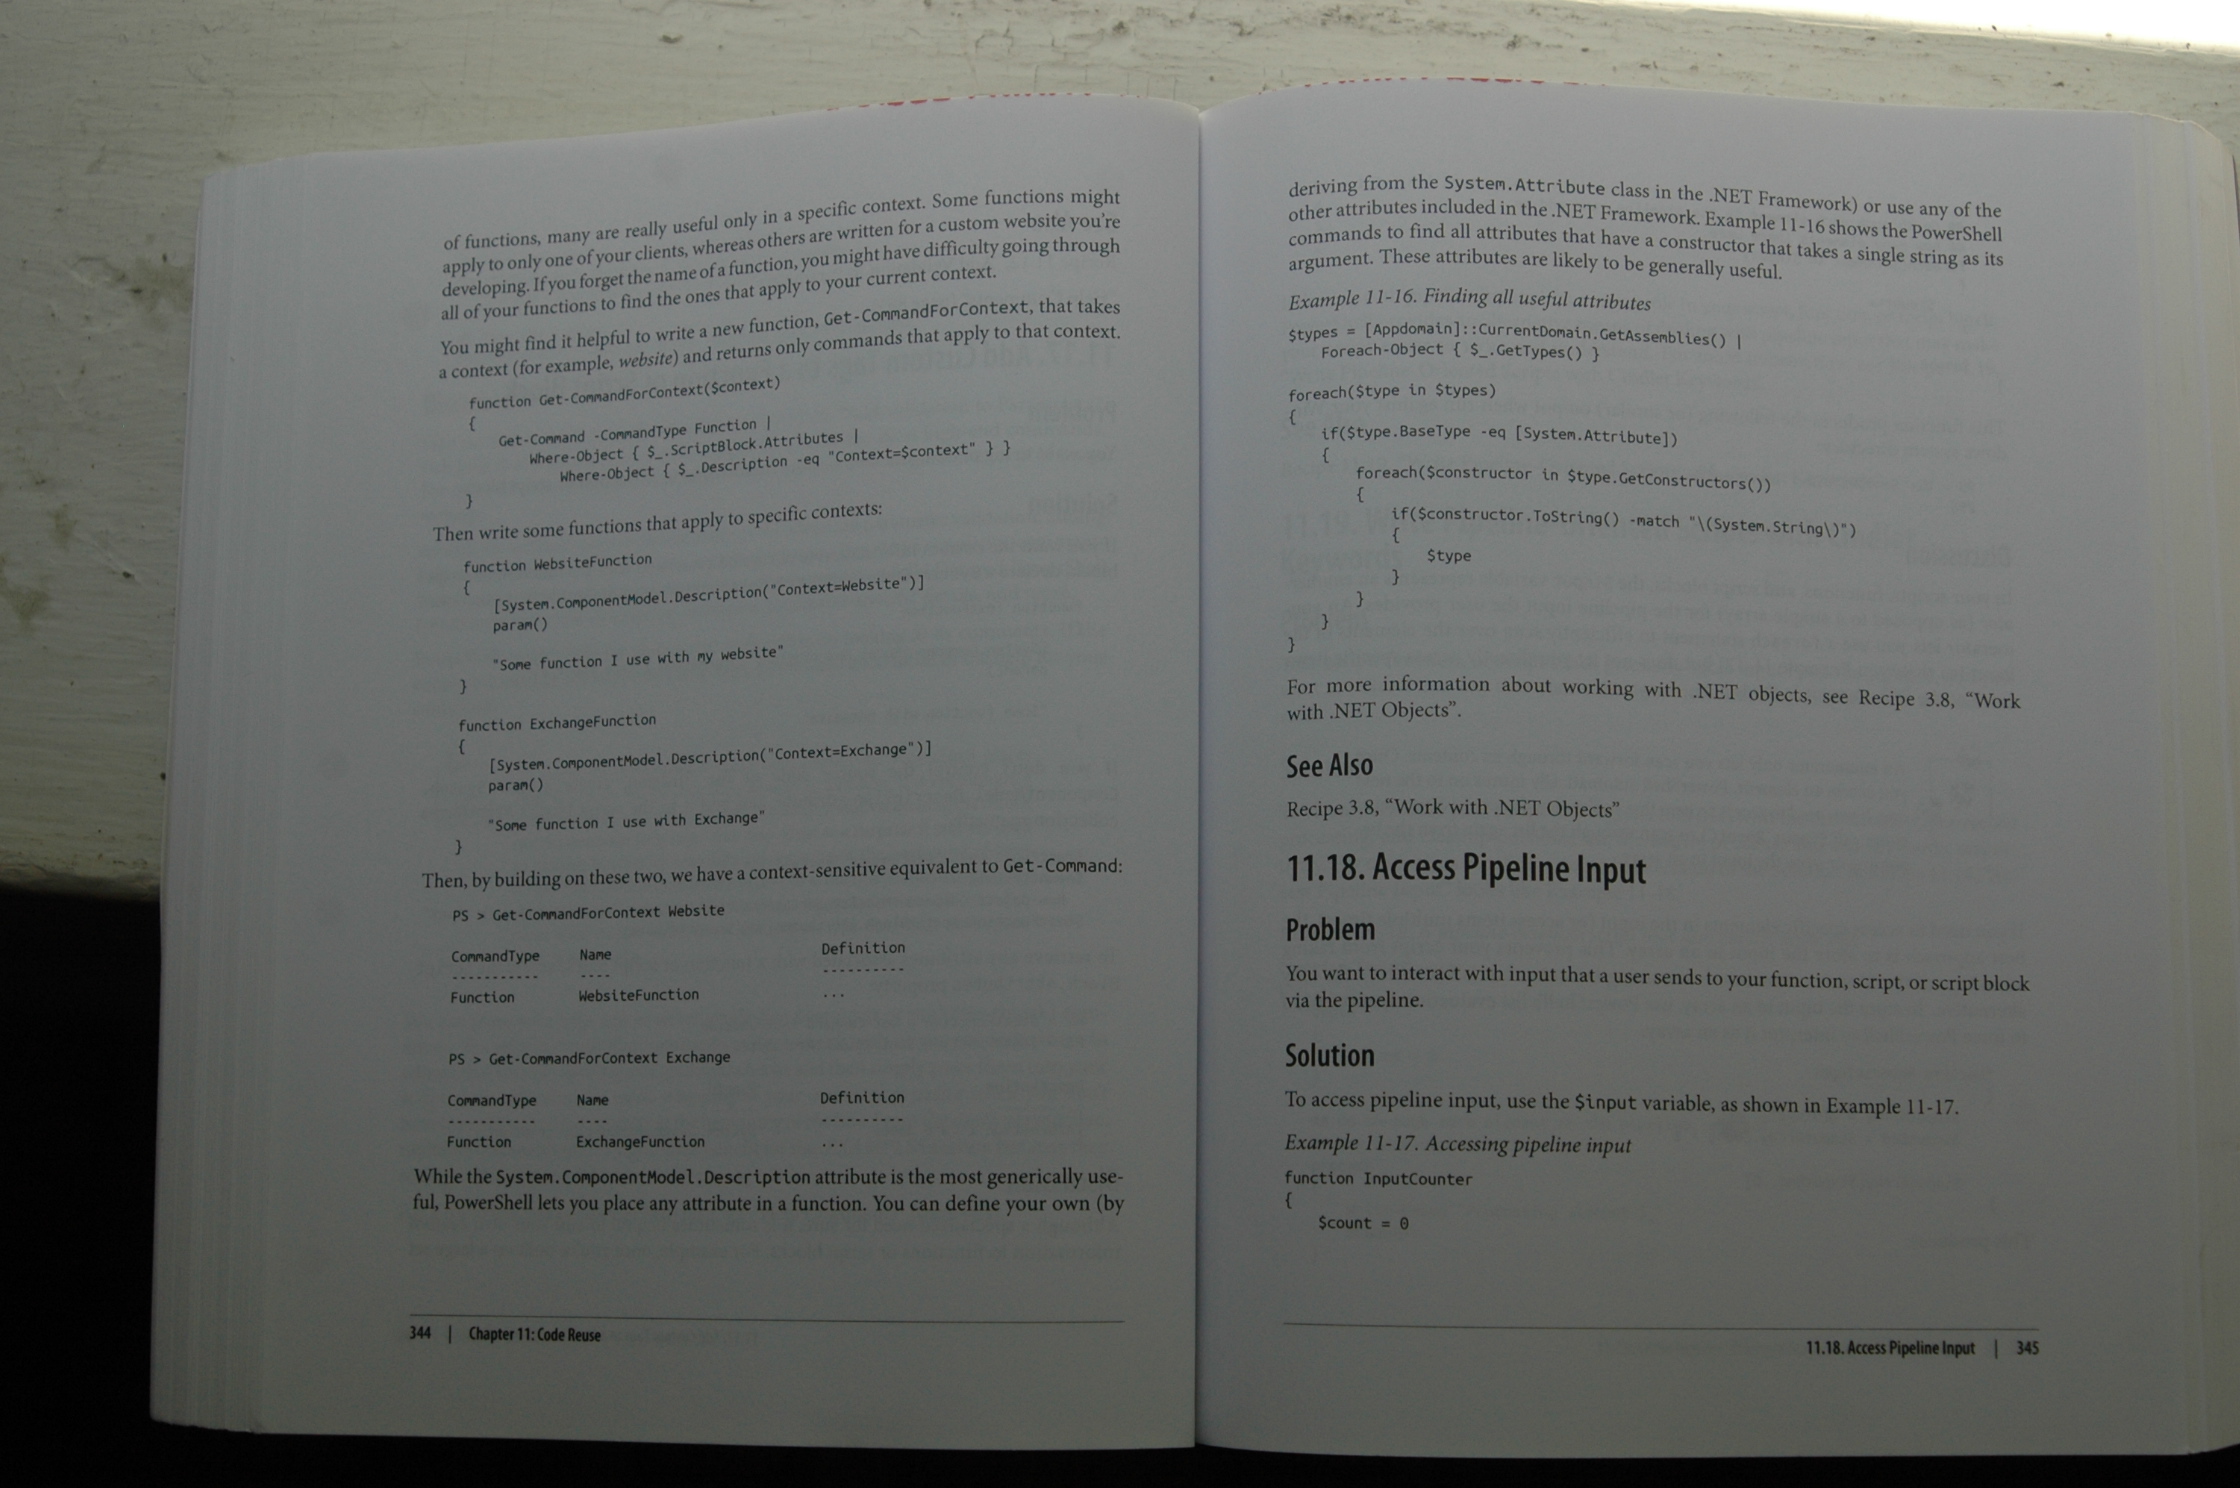 of functions, many are really useful only in a specific context. Some functions might
apply to only one of your clients, whereas others are written for a custom website you're
developing. If you forget the name of a function, you might have difficulty going through
all of your functions to find the ones that apply to your current context.
You might find it helpful to write a new function, Get-CommandForContext, that takes
a context (for example, website) and returns only commands that apply to that context.
function Get-CommandForContext($context)
{
Get-Command -CommandType Function |
Where-Object { $_.ScriptBlock.Attributes |
Where-Object { $_.Description -eq "Context=$context" } }
}
Then write some functions that apply to specific contexts:
function WebsiteFunction
{
[System.ComponentModel.Description("Context=Website")]
param()
"Some function I use with my website"
}
function ExchangeFunction
{
[System.ComponentModel.Description("Context=Exchange")]
param()
"Some function I use with Exchange"
}
Then, by building on these two, we have a context-sensitive equivalent to Get-Command:
PS > Get-CommandForContext Website
CommandType Name Definition
----------- ---- ----------
Function WebsiteFunction ...
PS > Get-CommandForContext Exchange
CommandType Name Definition
----------- ---- ----------
Function ExchangeFunction ...
While the System.ComponentModel.Description attribute is the most generically use-
ful, PowerShell lets you place any attribute in a function. You can define your own (by
344 | Chapter 11: Code Reuse
deriving from the System.Attribute class in the .NET Framework) or use any of the
other attributes included in the .NET Framework. Example 11-16 shows the PowerShell
commands to find all attributes that have a constructor that takes a single string as its
argument. These attributes are likely to be generally useful.
Example 11-16. Finding all useful attributes
$types = [Appdomain]::CurrentDomain.GetAssemblies() |
Foreach-Object { $_.GetTypes() }
foreach($type in $types)
{
if($type.BaseType -eq [System.Attribute])
{
foreach($constructor in $type.GetConstructors())
{
if($constructor.ToString() -match "\(System.String\)")
{
$type
}
}
}
}
For more information about working with .NET objects, see Recipe 3.8, “Work
with .NET Objects”.
See Also
Recipe 3.8, “Work with .NET Objects”
11.18. Access Pipeline Input
Problem
You want to interact with input that a user sends to your function, script, or script block
via the pipeline.
Solution
To access pipeline input, use the $input variable, as shown in Example 11-17.
Example 11-17. Accessing pipeline input
function InputCounter
{
$count = 0
11.18. Access Pipeline Input | 345